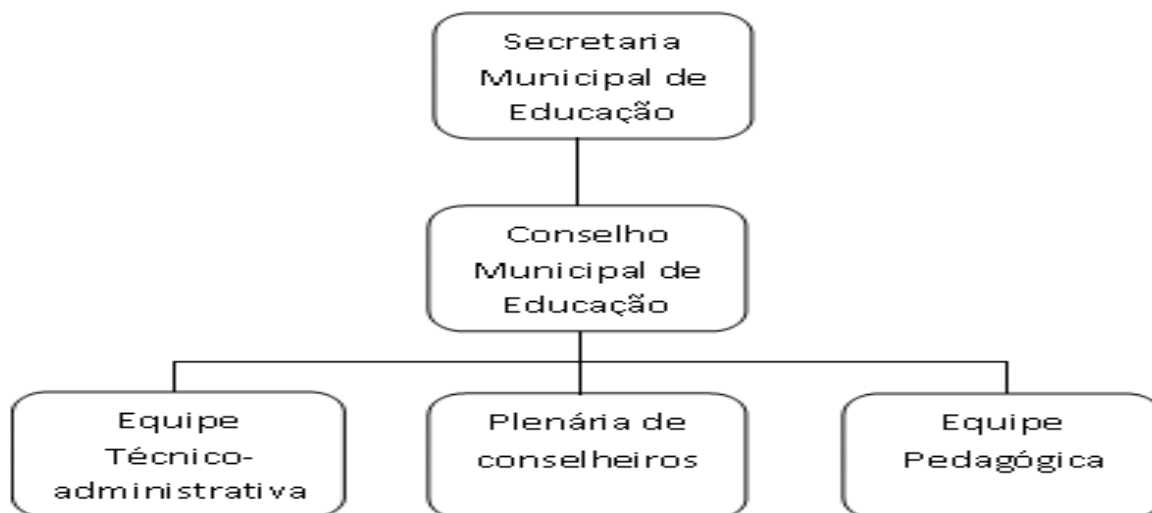 Secretaria
Municipal de
Educação
Conselho
Municipal de
Educação
Equipe
Técnico-
administrativa
Plenária de
conselheiros
Equipe
Pedagógica